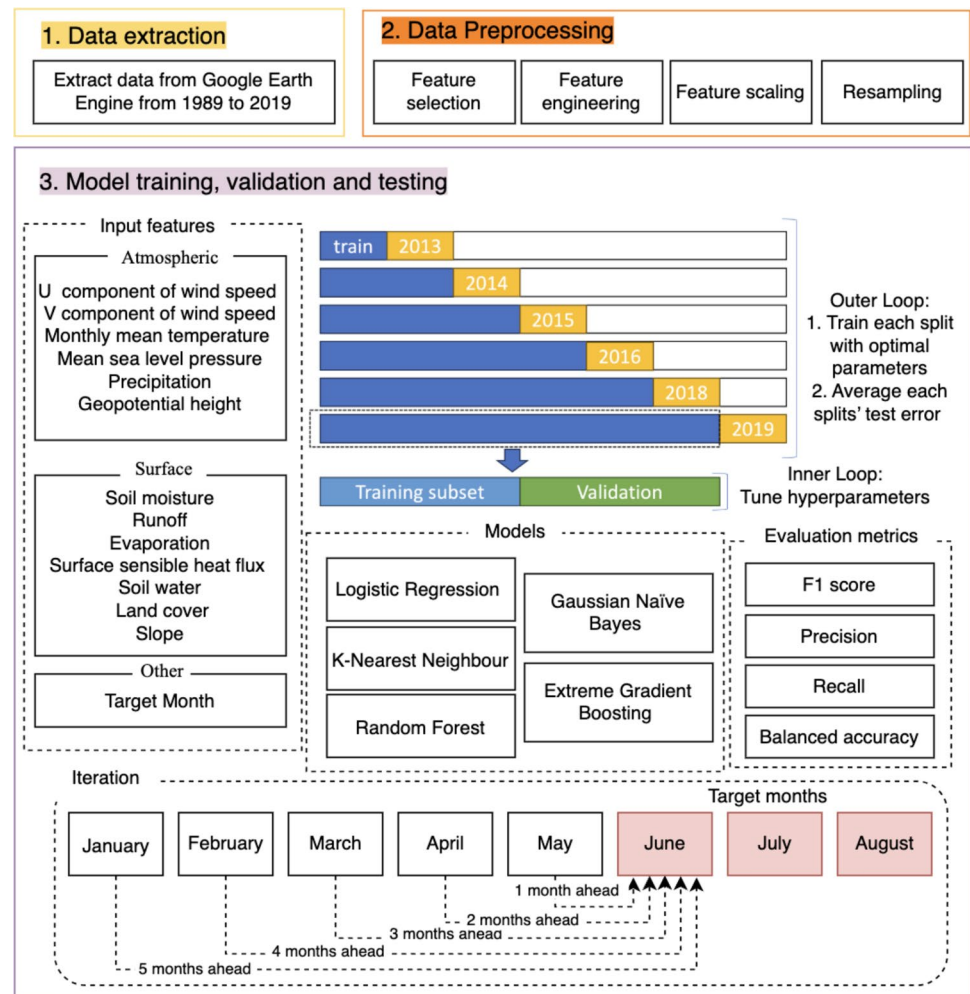 1. Data extraction
Extract data from Google Earth
Engine from 1989 to 2019
2. Data Preprocessing
Feature
selection
Feature
engineering
Feature scaling
Resampling
3. Model training, validation and testing
Input features
Atmospheric
U component of wind speed
V component of wind speed
Monthly mean temperature
Mean sea level pressure
Precipitation
Geopotential height
Surface
Soil moisture
Runoff
Evaporation
Surface sensible heat flux
Soil water
Land cover
Slope
Other
Target Month
train
2013
2014
2015
2016
2018
2019
Outer Loop:
1. Train each split
with optimal
parameters
2. Average each
splits' test error
Training subset
Validation
Inner Loop:
Tune hyperparameters
Models
Logistic Regression
K-Nearest Neighbour
Random Forest
Gaussian Naïve
Bayes
Extreme Gradient
Boosting
Evaluation metrics
F1 score
Precision
Recall
Balanced accuracy
Iteration
Target months
January
February
March
April
May
June
July
August
1 month ahead
2 months ahead
3 months ahead
4 months ahead
5 months ahead